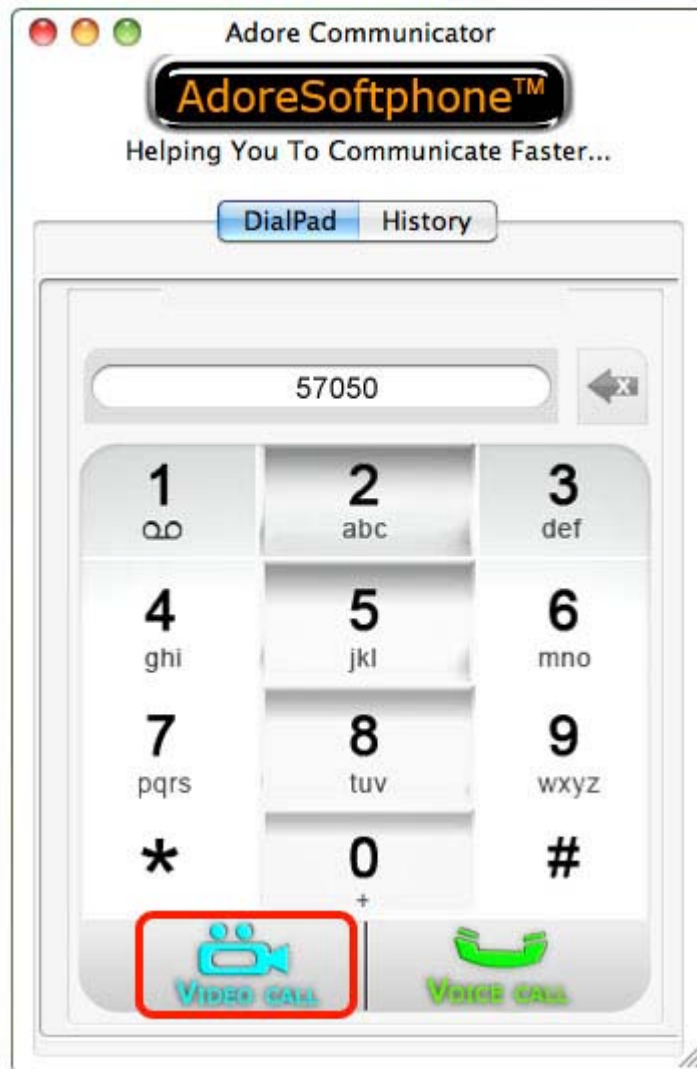 Adore Communicator
AdoreSoftphone™
Helping You To Communicate Faster...
DialPad History
57050
x
1 2 3
abc def
4 5 6
ghi jkl mno
7 8 9
pqrs tuv wxyz
* 0 #
+
VIDEO CALL VOICE CALL